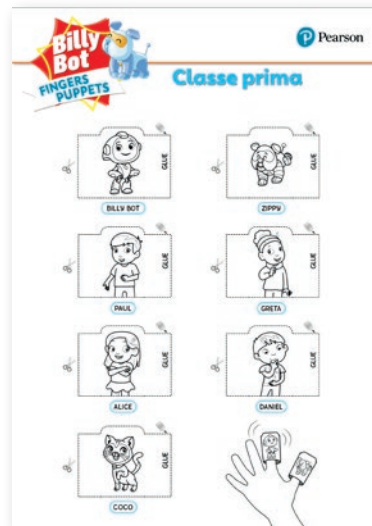 Billy
Bot
FINGERS
PUPPETS
Pearson
Classe prima
GLUE
BILLY BOT
GLUE
ZIPPY
GLUE
PAUL
GLUE
GRETA
GLUE
ALICE
GLUE
DANIEL
GLUE
COCO